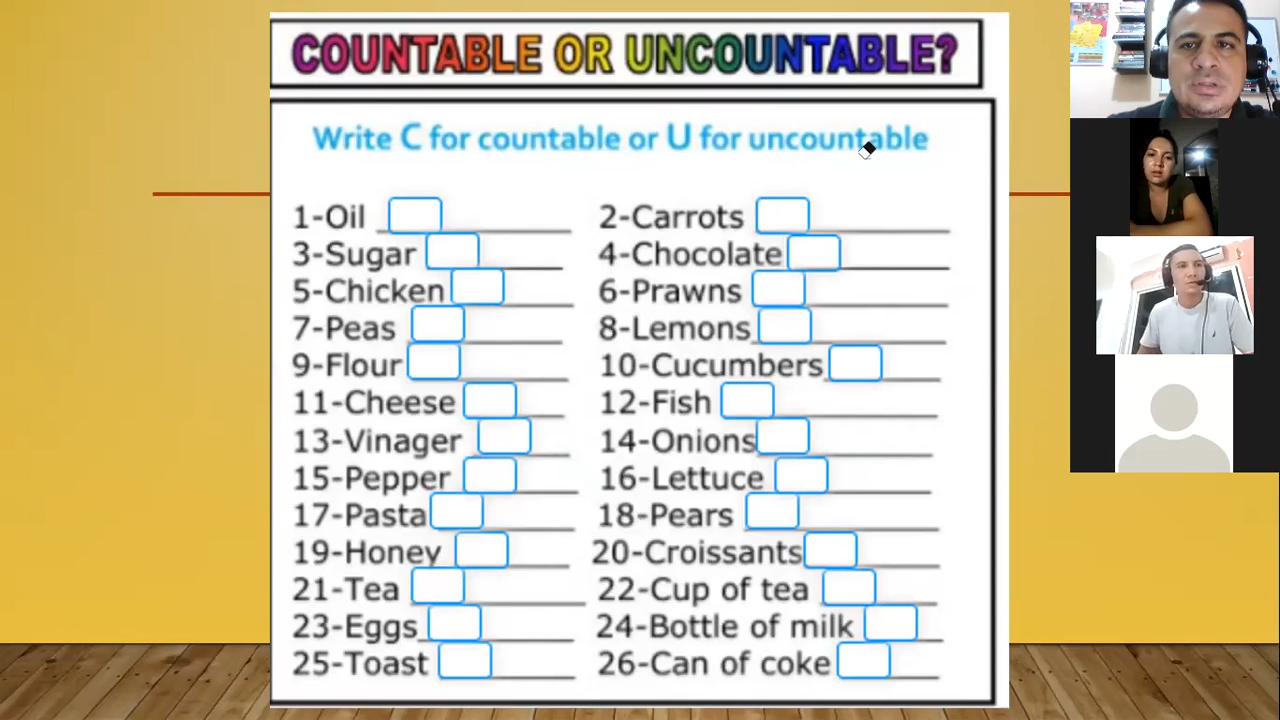 COUNTABLE OR UNCOUNTABLE?
Write C for countable or U for uncountable
1-Oil
2-Carrots
3-Sugar
4-Chocolate
5-Chicken
6-Prawns
7-Peas
8-Lemons
9-Flour
10-Cucumbers
11-Cheese
12-Fish
13-Vinager
14-Onions
15-Pepper
16-Lettuce
17-Pasta
18-Pears
19-Honey
20-Croissants
21-Tea
22-Cup of tea
23-Eggs
24-Bottle of milk
25-Toast
26-Can of coke